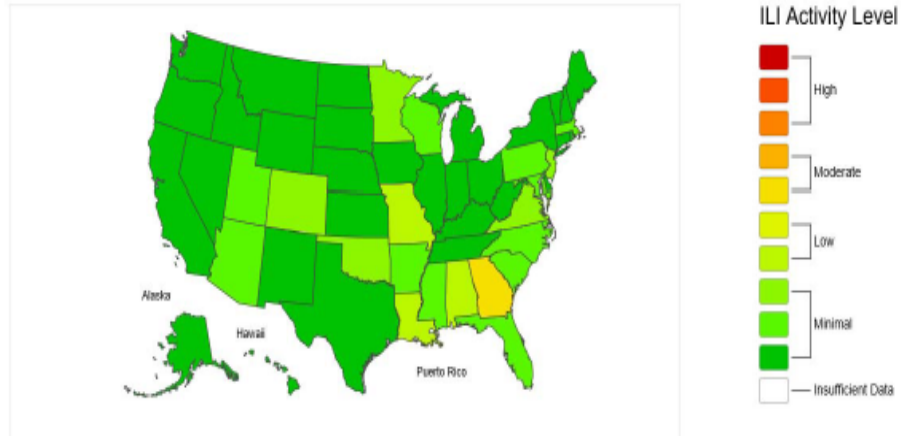 ILI Activity Level
High
Moderate
Low
Minimal
Insufficient Data
Alaska
Hawaii
Puerto Rico